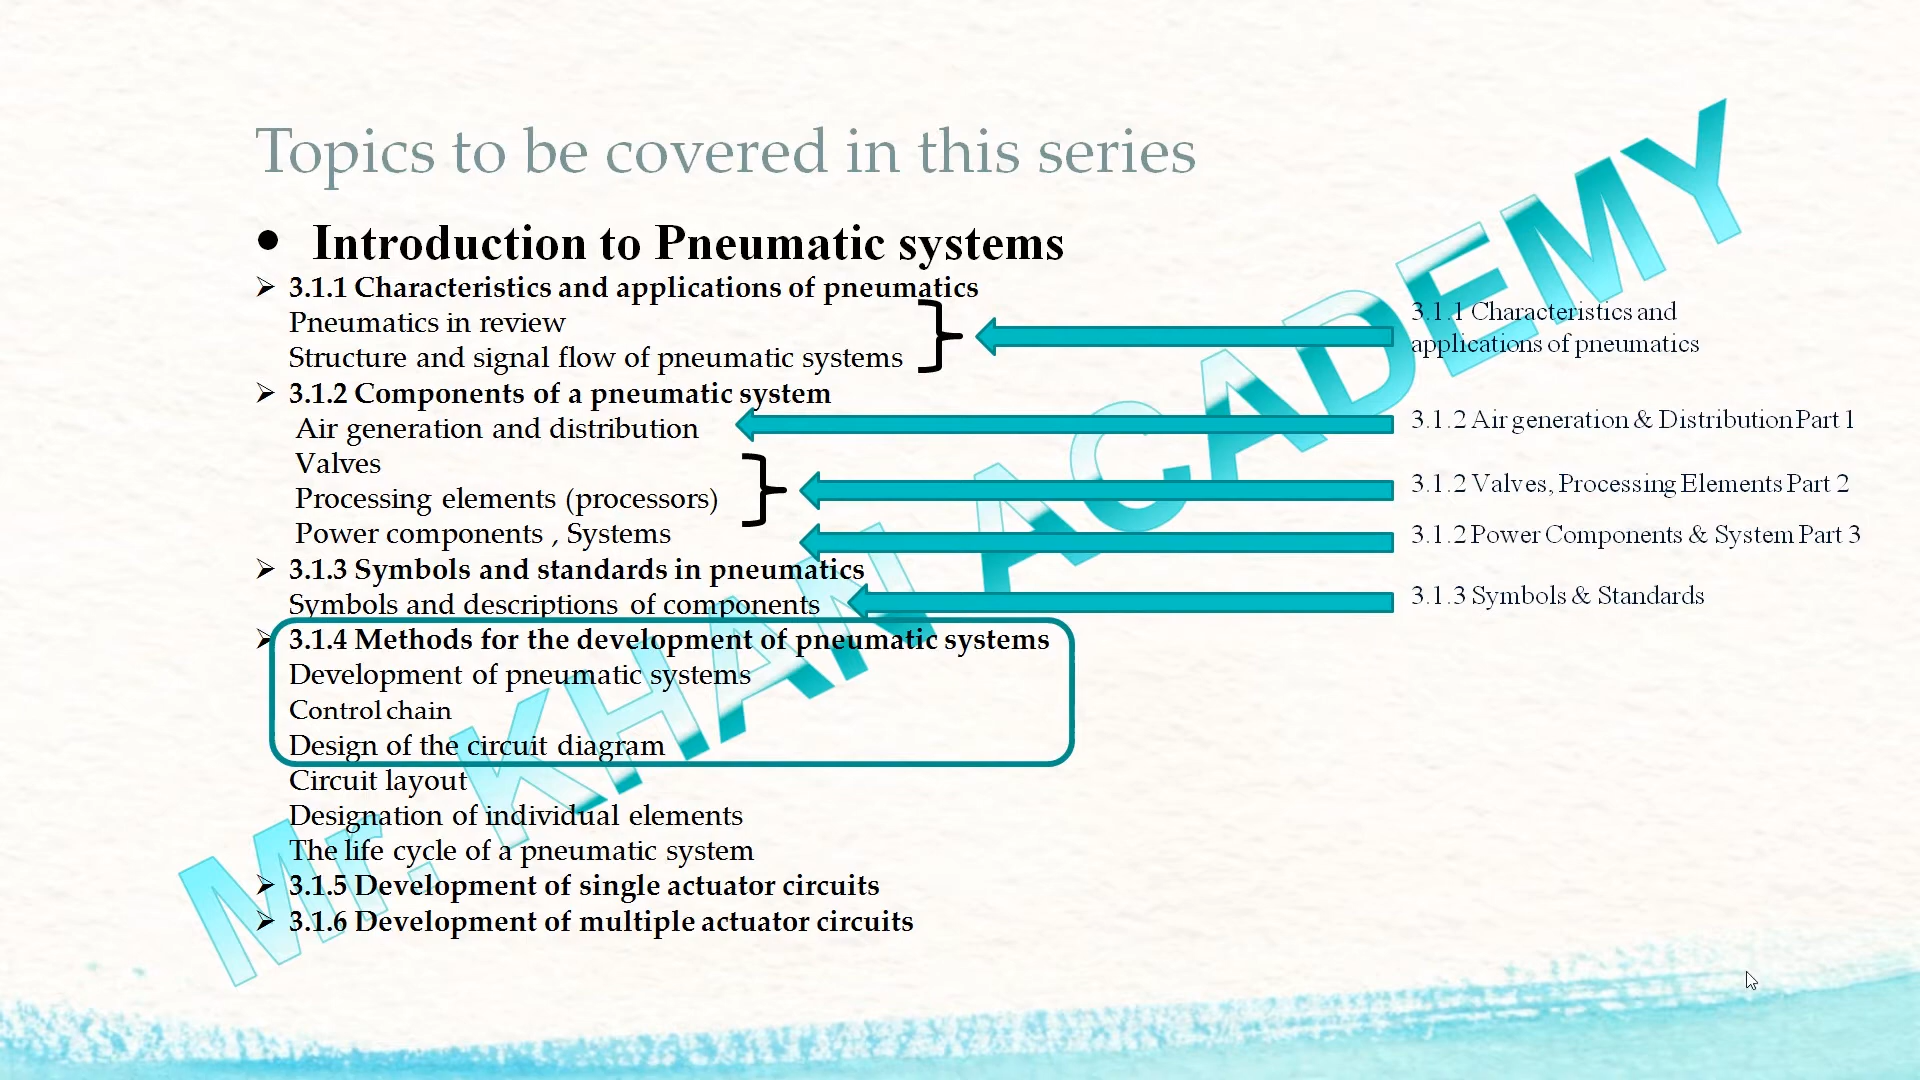 Topics to be covered in this series
• Introduction to Pneumatic systems
➢ 3.1.1 Characteristics and applications of pneumatics
Pneumatics in review
Structure and signal flow of pneumatic systems
➢ 3.1.2 Components of a pneumatic system
Air generation and distribution
Valves
Processing elements (processors)
Power components , Systems
➢ 3.1.3 Symbols and standards in pneumatics
Symbols and descriptions of components
➢ 3.1.4 Methods for the development of pneumatic systems
Development of pneumatic systems
Control chain
Design of the circuit diagram
Circuit layout
Designation of individual elements
The life cycle of a pneumatic system
➢ 3.1.5 Development of single actuator circuits
➢ 3.1.6 Development of multiple actuator circuits
3.1.1 Characteristics and
applications of pneumatics
3.1.2 Air generation & Distribution Part 1
3.1.2 Valves, Processing Elements Part 2
3.1.2 Power Components & System Part 3
3.1.3 Symbols & Standards
Mr. KHAN ACADEMY